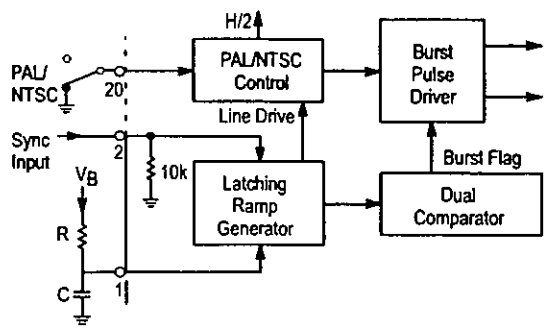 H/2
PAL/
NTSC
20
PAL/NTSC
Control
Burst
Pulse
Driver
Line Drive
Sync
Input
2
10k
Burst Flag
VB
R
C
1
Latching
Ramp
Generator
Dual
Comparator